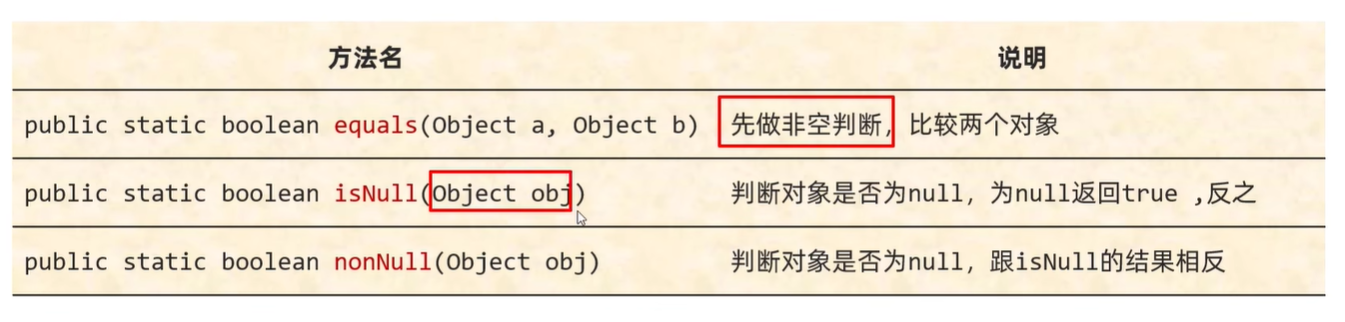 方法名 说明
public static boolean equals(Object a, Object b) 先做非空判断, 比较两个对象
public static boolean isNull(Object obj) 判断对象是否为null, 为null返回true ,反之
public static boolean nonNull(Object obj) 判断对象是否为null, 跟isNull的结果相反